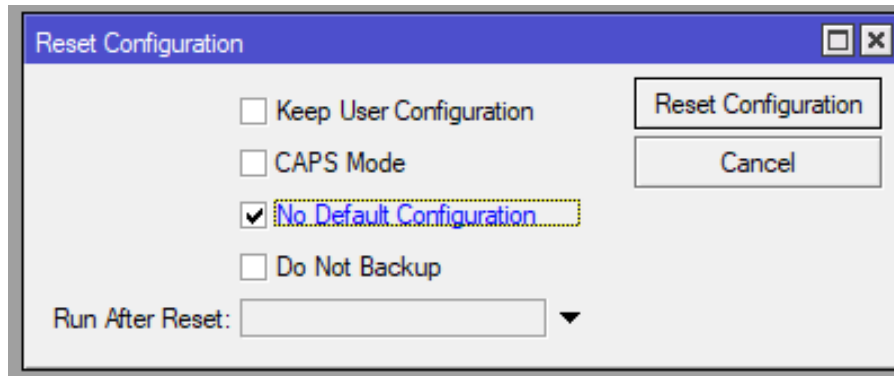 Reset Configuration
Keep User Configuration
Reset Configuration
CAPS Mode
Cancel
No Default Configuration
Do Not Backup
Run After Reset: